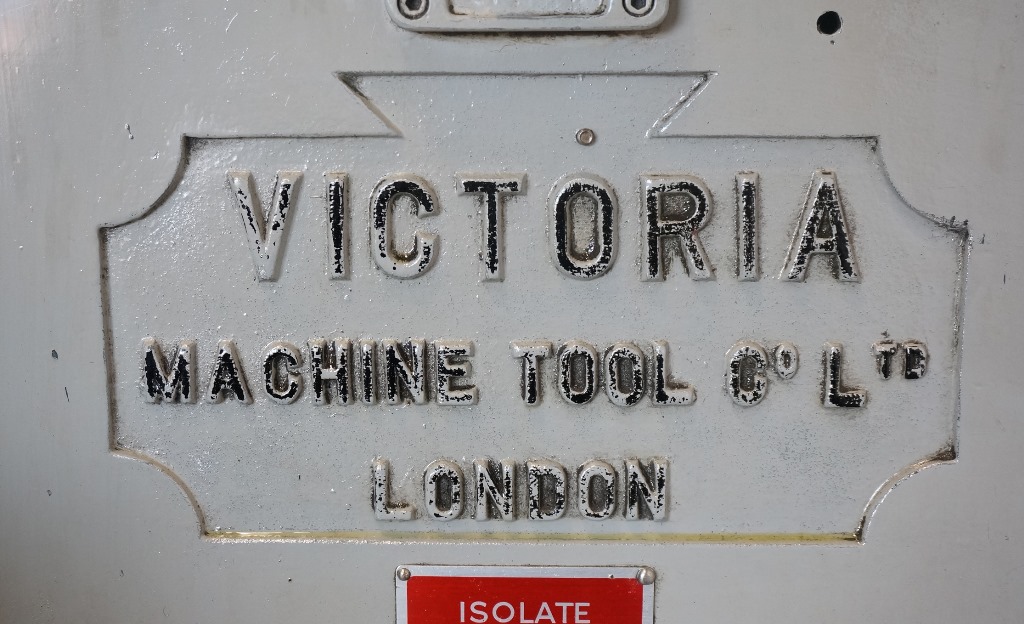 VICTORIA
MACHINE TOOL Cº LTD
LONDON
ISOLATE